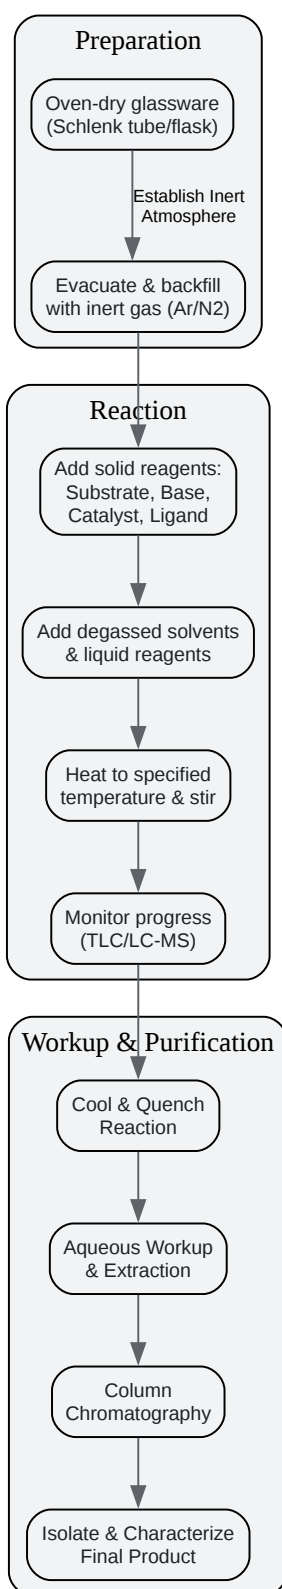 Preparation
Oven-dry glassware
(Schlenk tube/flask)
Establish Inert
Atmosphere
Evacuate & backfill
with inert gas (Ar/N2)
Reaction
Add solid reagents:
Substrate, Base,
Catalyst, Ligand
Add degassed solvents
& liquid reagents
Heat to specified
temperature & stir
Monitor progress
(TLC/LC-MS)
Workup & Purification
Cool & Quench
Reaction
Aqueous Workup
& Extraction
Column
Chromatography
Isolate & Characterize
Final Product